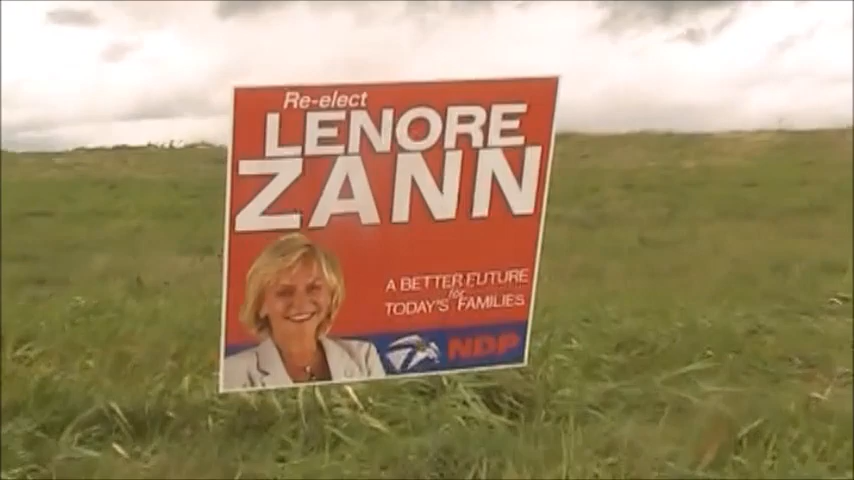 Re-elect
LENORE
ZANN
A BETTER FUTURE
for
TODAY'S FAMILIES
NDP